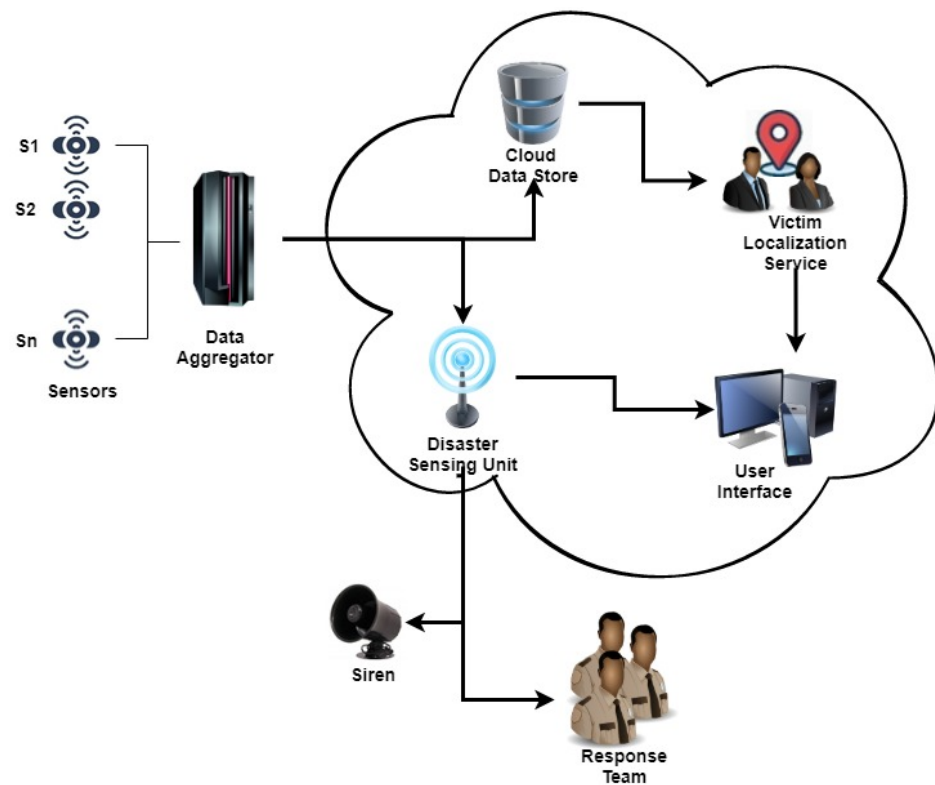 S1
S2
Sn
Sensors
Data
Aggregator
Cloud
Data Store
Victim
Localization
Service
Disaster
Sensing Unit
User
Interface
Siren
Response
Team